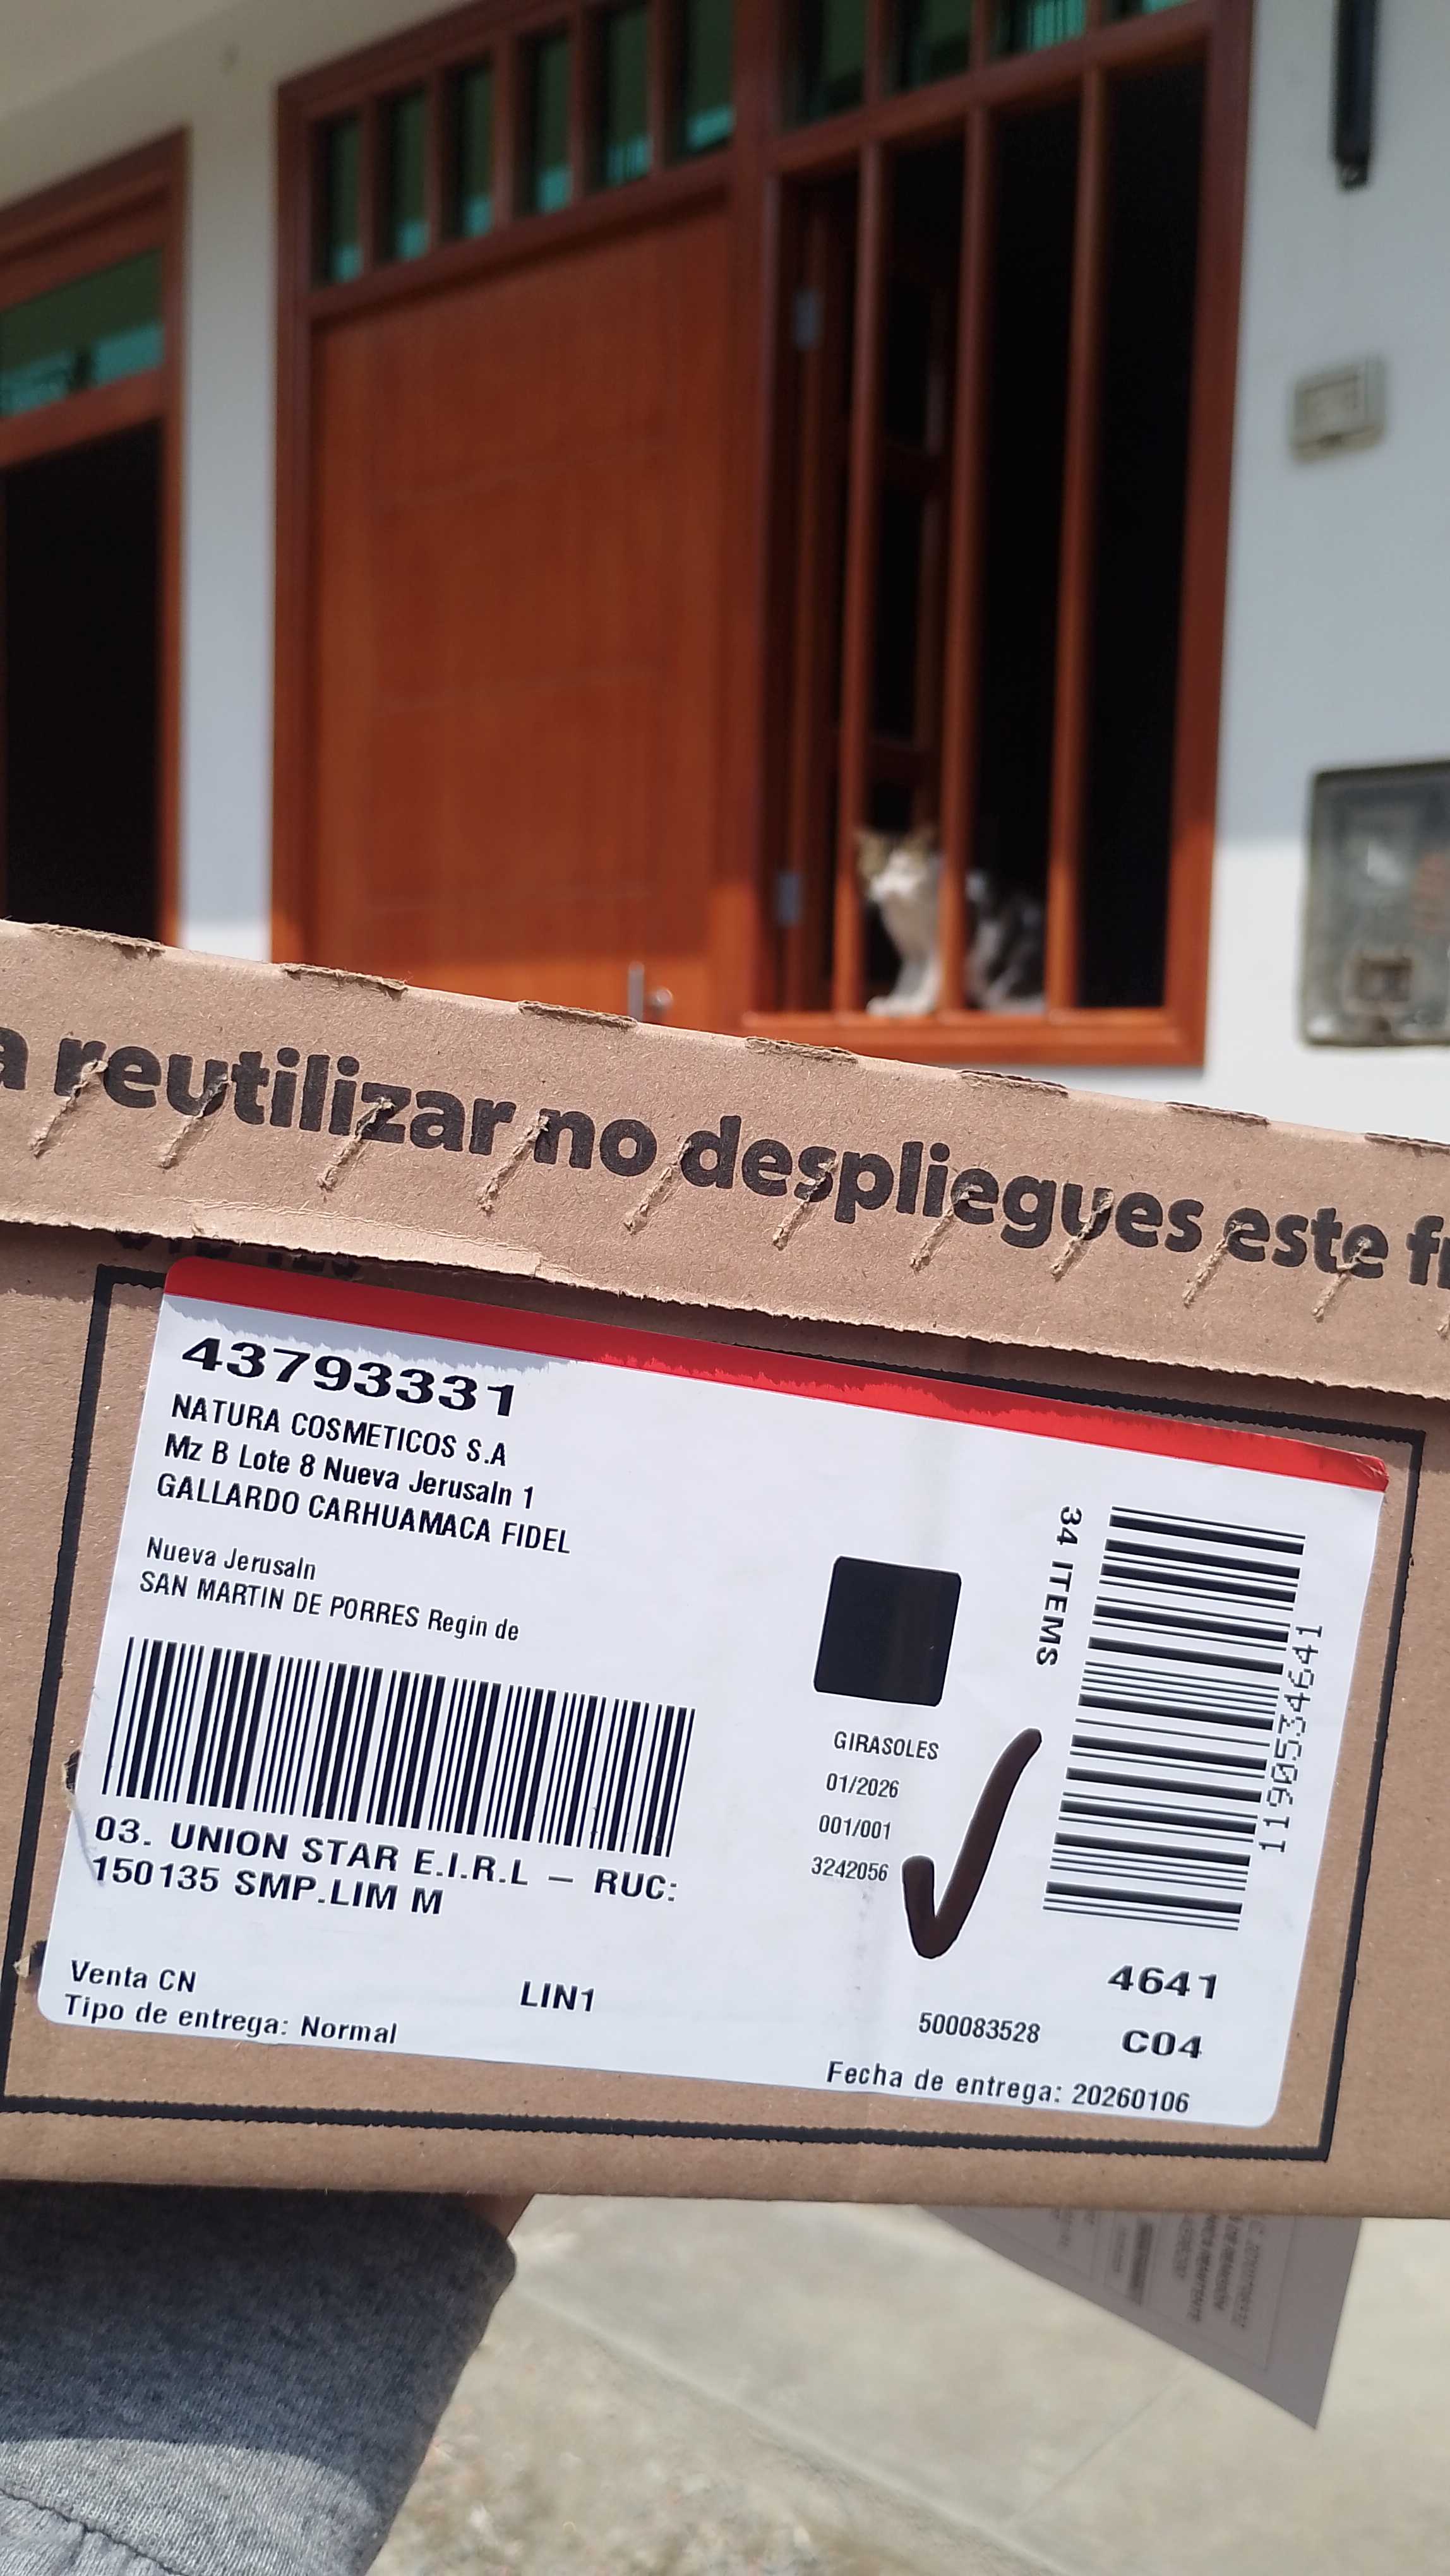 a reutilizar no despliegues este fr
43793331
NATURA COSMETICOS S.A
Mz B Lote 8 Nueva Jerusaln 1
GALLARDO CARHUAMACA FIDEL
Nueva Jerusaln
SAN MARTIN DE PORRES Regin de
03. UNION STAR E.I.R.L – RUC:
150135 SMP.LIM M
Venta CN
LIN1
Tipo de entrega: Normal
GIRASOLES
01/2026
001/001
3242056
34 ITEMS
1190534641
4641
500083528
C04
Fecha de entrega: 20260106